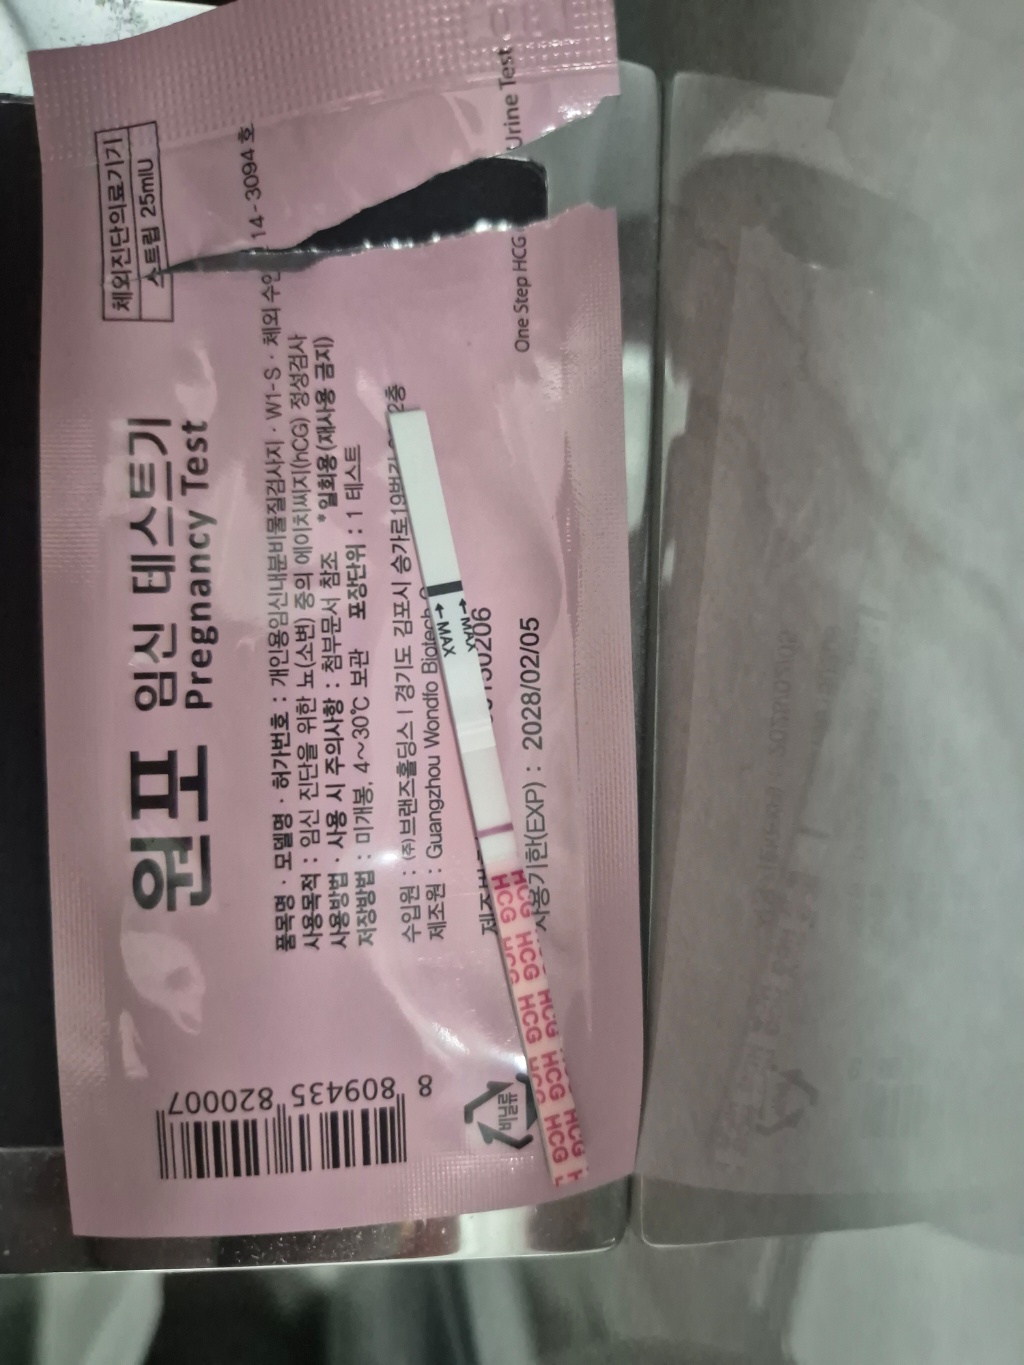 체외진단의료기기
스트립 25mIU
원포 임신 테스트기
Pregnancy Test
품목명 · 모델명 · 허가번호 : 개인용임신내분비물질검사지 · W1-S · 체외 수인 14-3094 호
사용목적 : 임신 진단을 위한 뇨(소변) 중의 에이치씨지(hCG) 정성검사
사용방법 · 사용 시 주의사항 : 첨부문서 참조 *일회용(재사용 금지)
저장방법 : 미개봉, 4~30℃ 보관 포장단위 : 1 테스트
수입원 : (주)브랜즈홀딩스 | 경기도 김포시 승가로19번길 2층
제조원 : Guangzhou Wondfo Biotech
사용기한(EXP) : 2028/02/05
One Step HCG Urine Test
MAX
MAX
HCG HCG HCG HCG HCG
HCG HCG HCG HCG HCG
8 809435 820007
비닐류